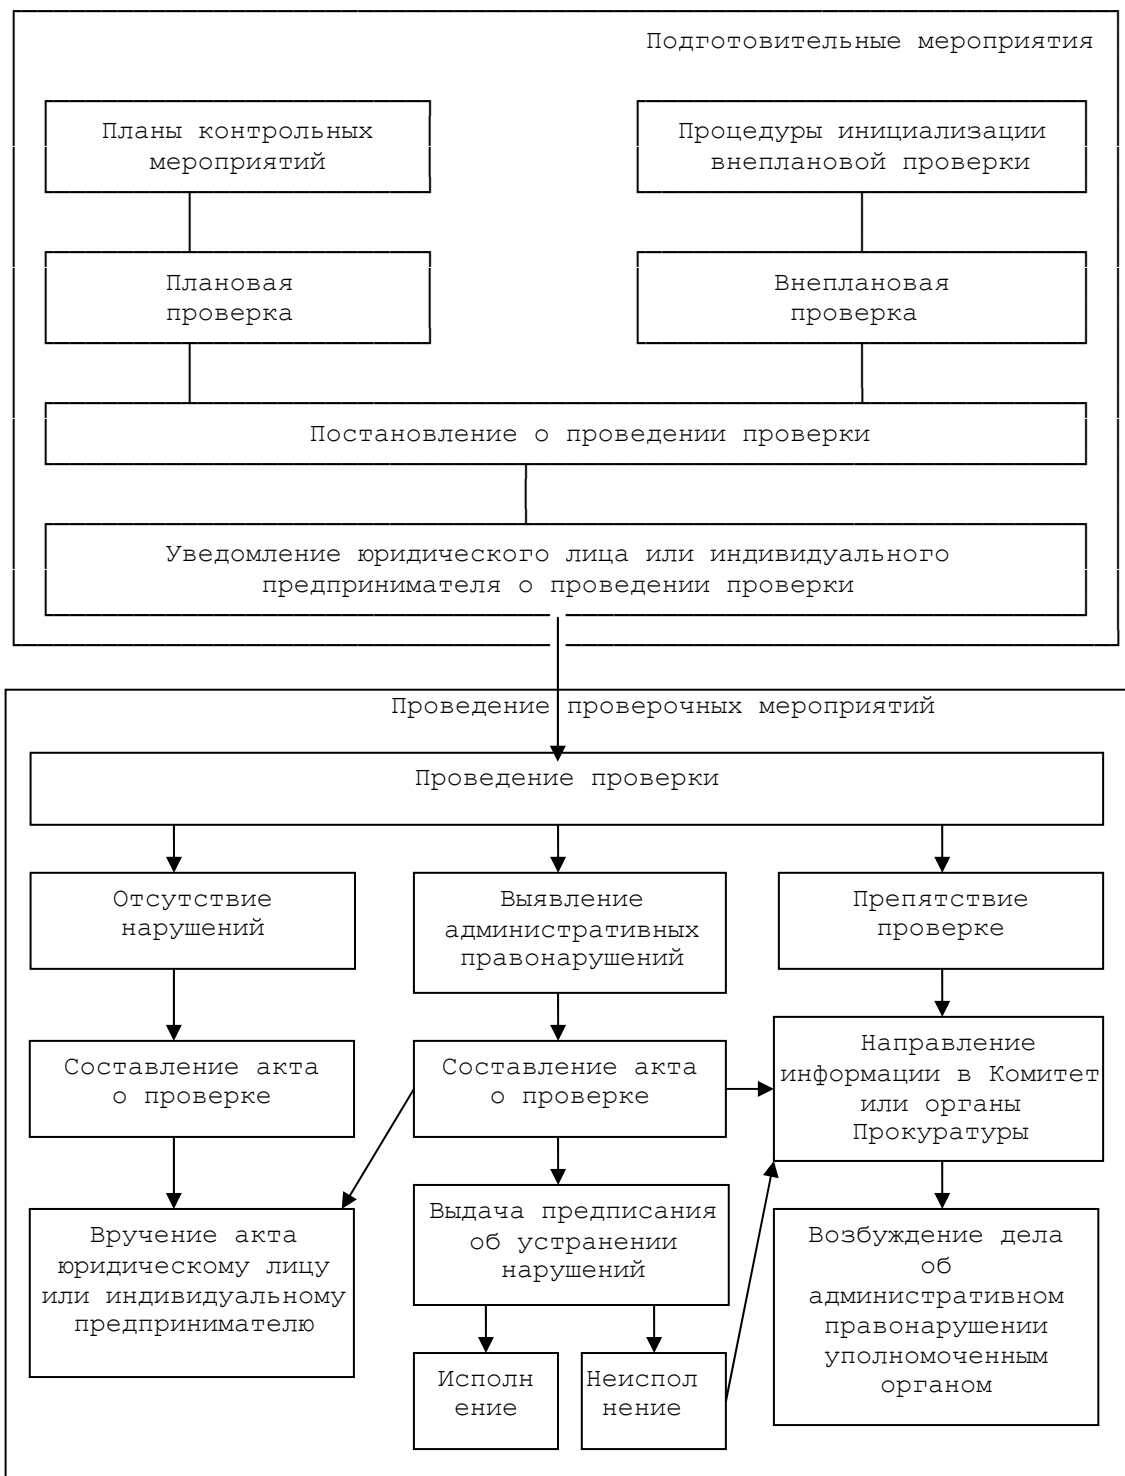 Подготовительные мероприятия
Планы контрольных
мероприятий
Процедуры инициализации
внеплановой проверки
Плановая
проверка
Внеплановая
проверка
Постановление о проведении проверки
Уведомление юридического лица или индивидуального
предпринимателя о проведении проверки
Проведение проверочных мероприятий
Проведение проверки
Отсутствие
нарушений
Выявление
административных
правонарушений
Препятствие
проверке
Составление акта
о проверке
Составление акта
о проверке
Направление
информации в Комитет
или органы
Прокуратуры
Вручение акта
юридическому лицу
или индивидуальному
предпринимателю
Выдача предписания
об устранении
нарушений
Возбуждение дела
об
административном
правонарушении
уполномоченным
органом
Исполн
ение
Неиспол
нение